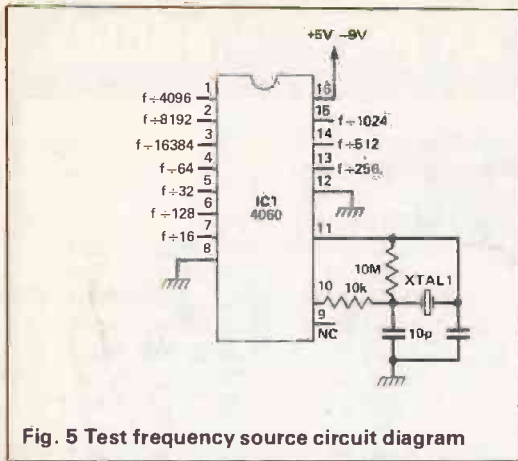 +5V –9V
1
f÷4096
16
2
f÷8192
15
f÷1024
3
f÷16384
14
f÷512
4
f÷64
13
f÷256
5
f÷32
12
6
f÷128
IC1
4060
11
7
f÷16
8
10M
XTAL1
10
10k
9
NC
10p
Fig. 5 Test frequency source circuit diagram